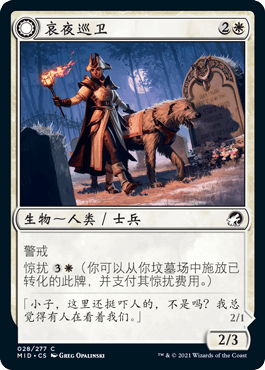 哀夜巡卫 2
生物~人类／士兵
警戒
惊扰 3（你可以从你坟墓场中施放已
转化的此牌，并支付其惊扰费用。）
「小子，这里还挺吓人的，不是吗？我总
觉得有人在看着我们。」
2/1
2/3
028/277 C
MID • CS GREG OPALINSKI
™ & © 2021 Wizards of the Coast